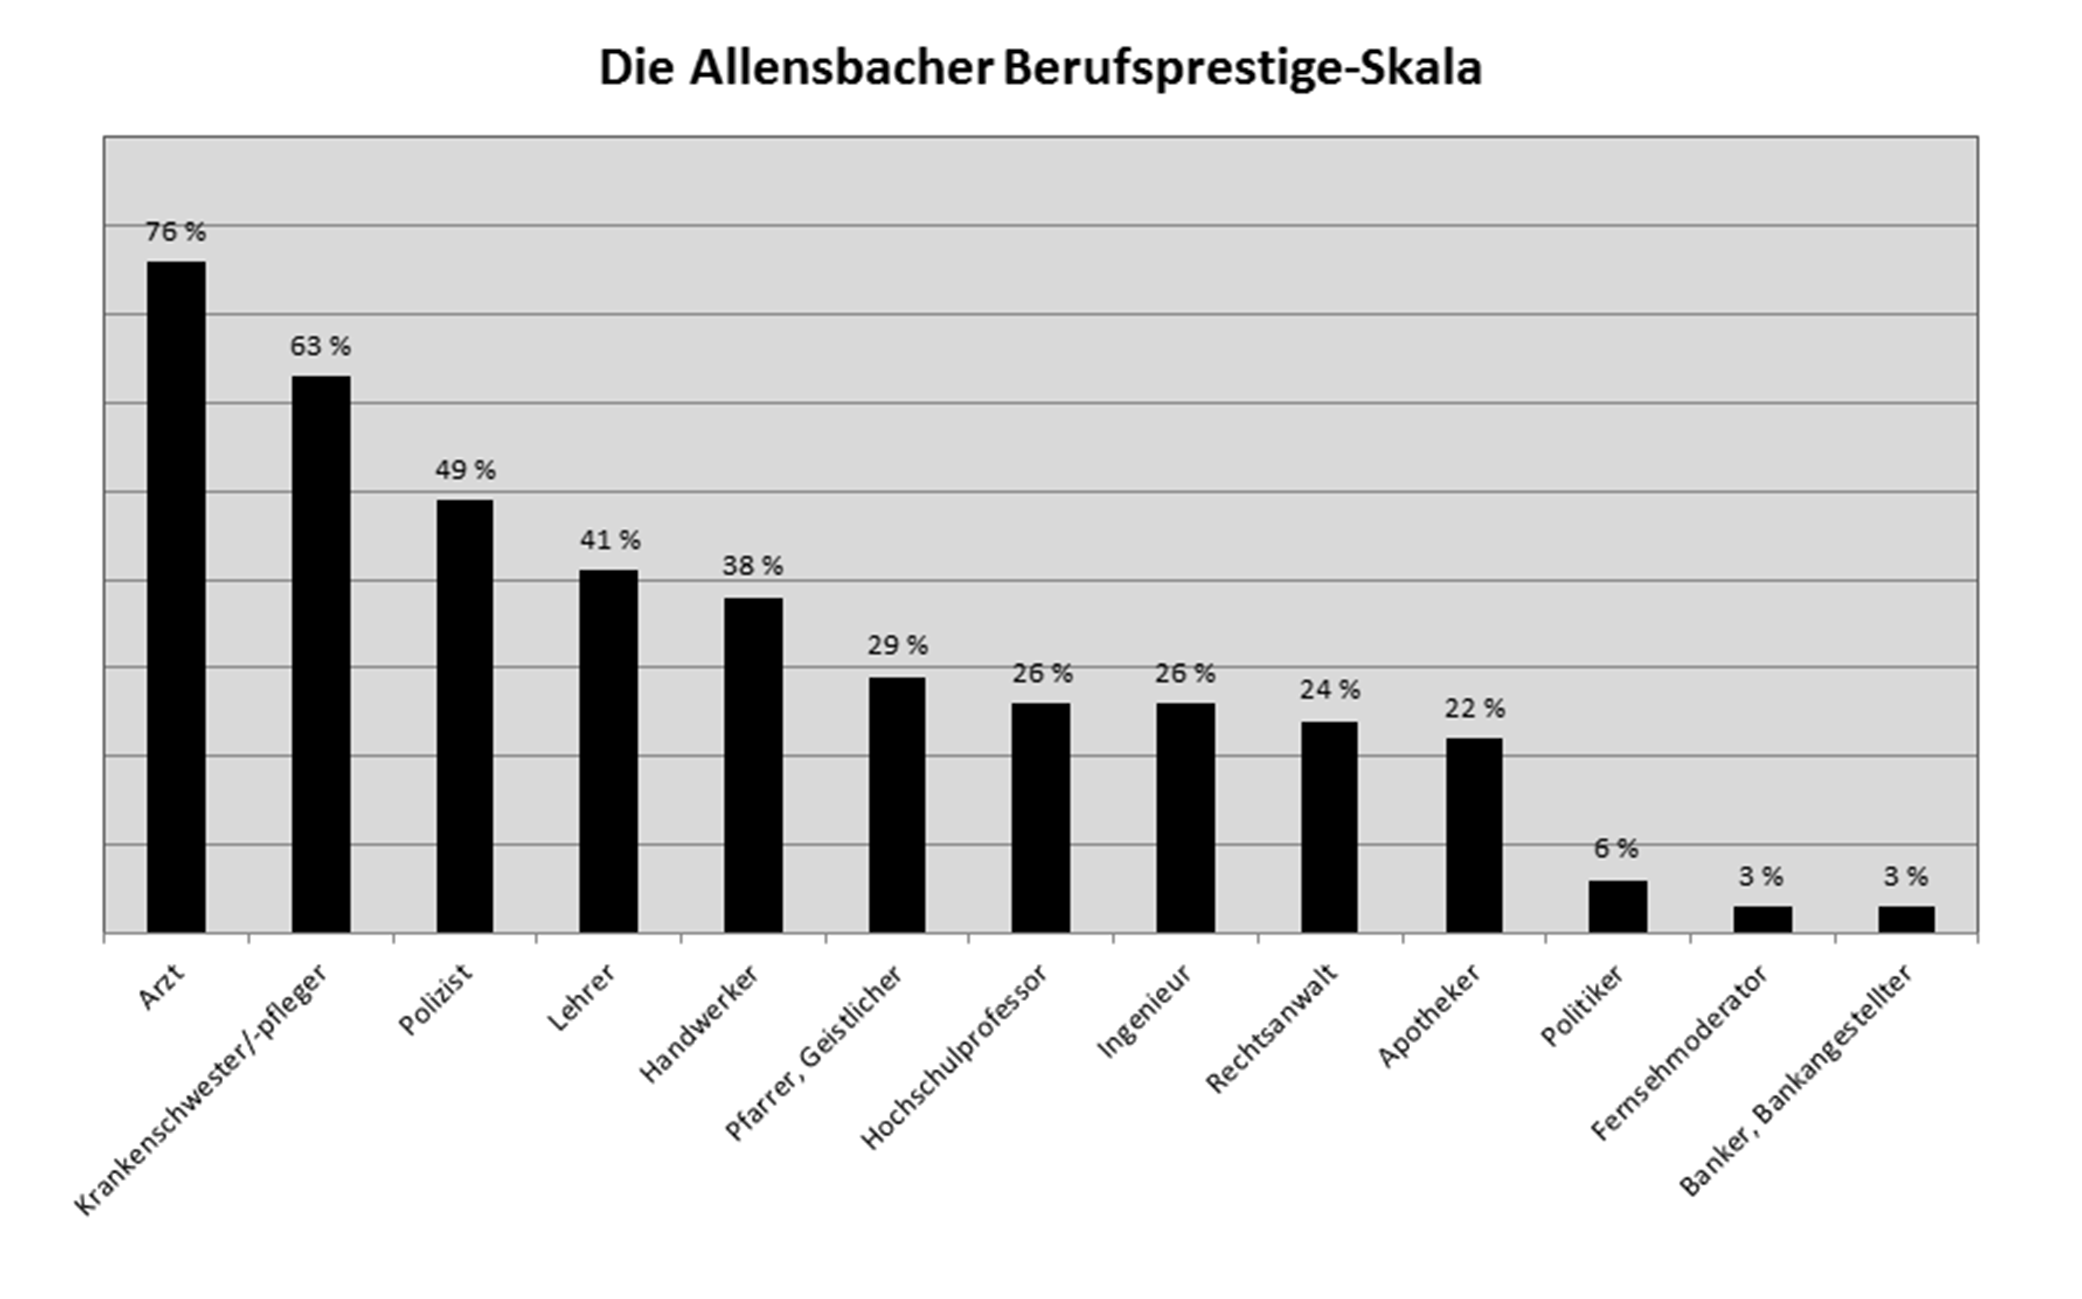 Die Allensbacher Berufsprestige-Skala
76 %
63 %
49 %
41 %
38 %
29 %
26 %
26 %
24 %
22 %
6 %
3 %
3 %
Arzt
Krankenschwester/-pfleger
Polizist
Lehrer
Handwerker
Pfarrer, Geistlicher
Hochschulprofessor
Ingenieur
Rechtsanwalt
Apotheker
Politiker
Fernsehmoderator
Banker, Bankangestellter